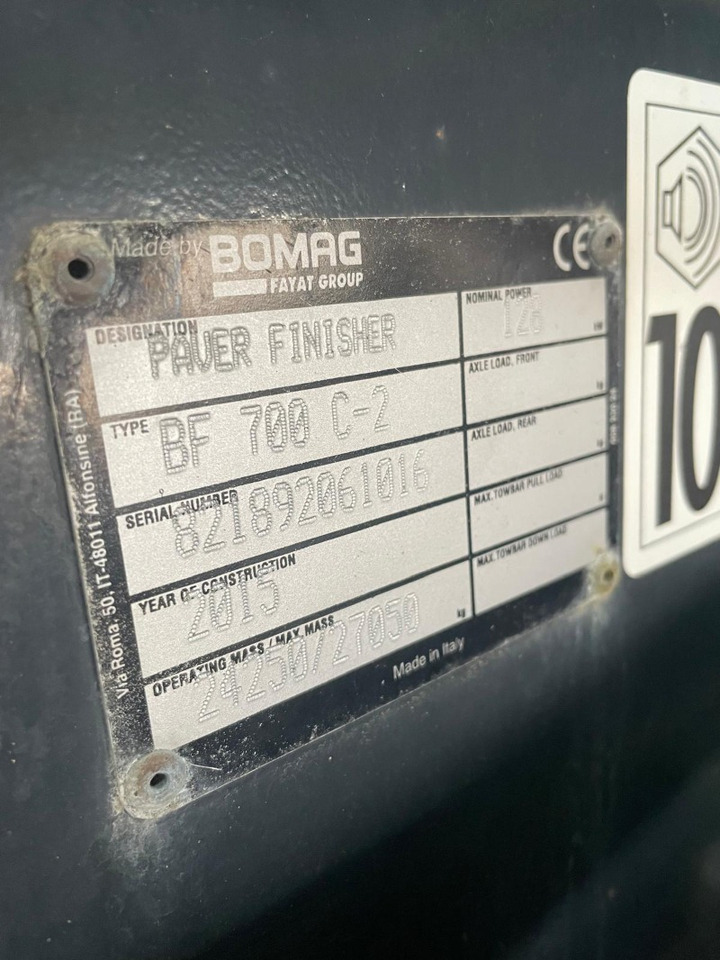 Made by BOMAG
FAYAT GROUP
CE
DESIGNATION
PAVER FINISHER
NOMINAL POWER
kW
TYPE
BF 700 C-2
AXLE LOAD, FRONT
kg
SERIAL NUMBER
821892061016
AXLE LOAD, REAR
kg
YEAR OF CONSTRUCTION
2015
MAX. TOWBAR PULL LOAD
OPERATING MASS / MAX. MASS
24250/27050
kg
MAX. TOWBAR DOWN LOAD
Made in Italy
Via Roma, 50, IT-48011 Alfonsine (RA)
10